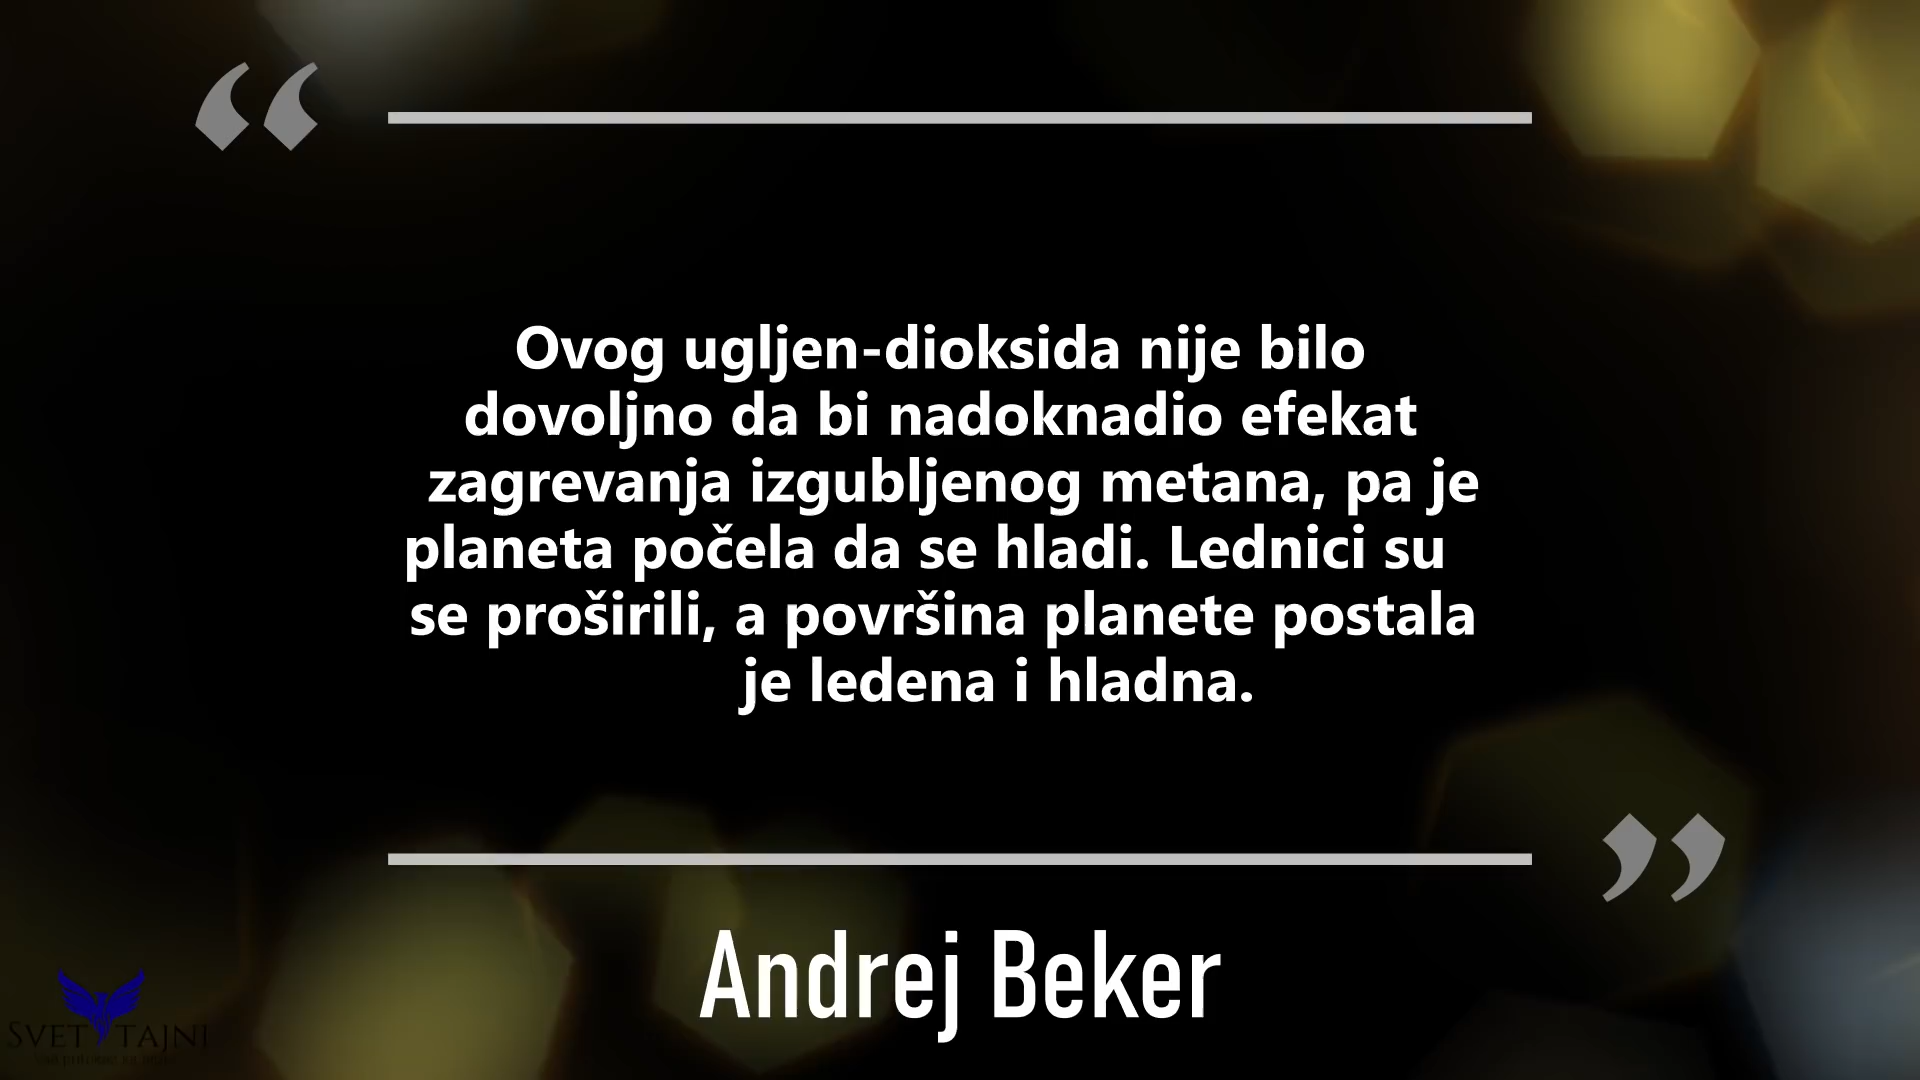 “
Ovog ugljen-dioksida nije bilo
dovoljno da bi nadoknadio efekat
zagrevanja izgubljenog metana, pa je
planeta počela da se hladi. Lednici su
se proširili, a površina planete postala
je ledena i hladna.
”
Andrej Beker
SVET TAJNI